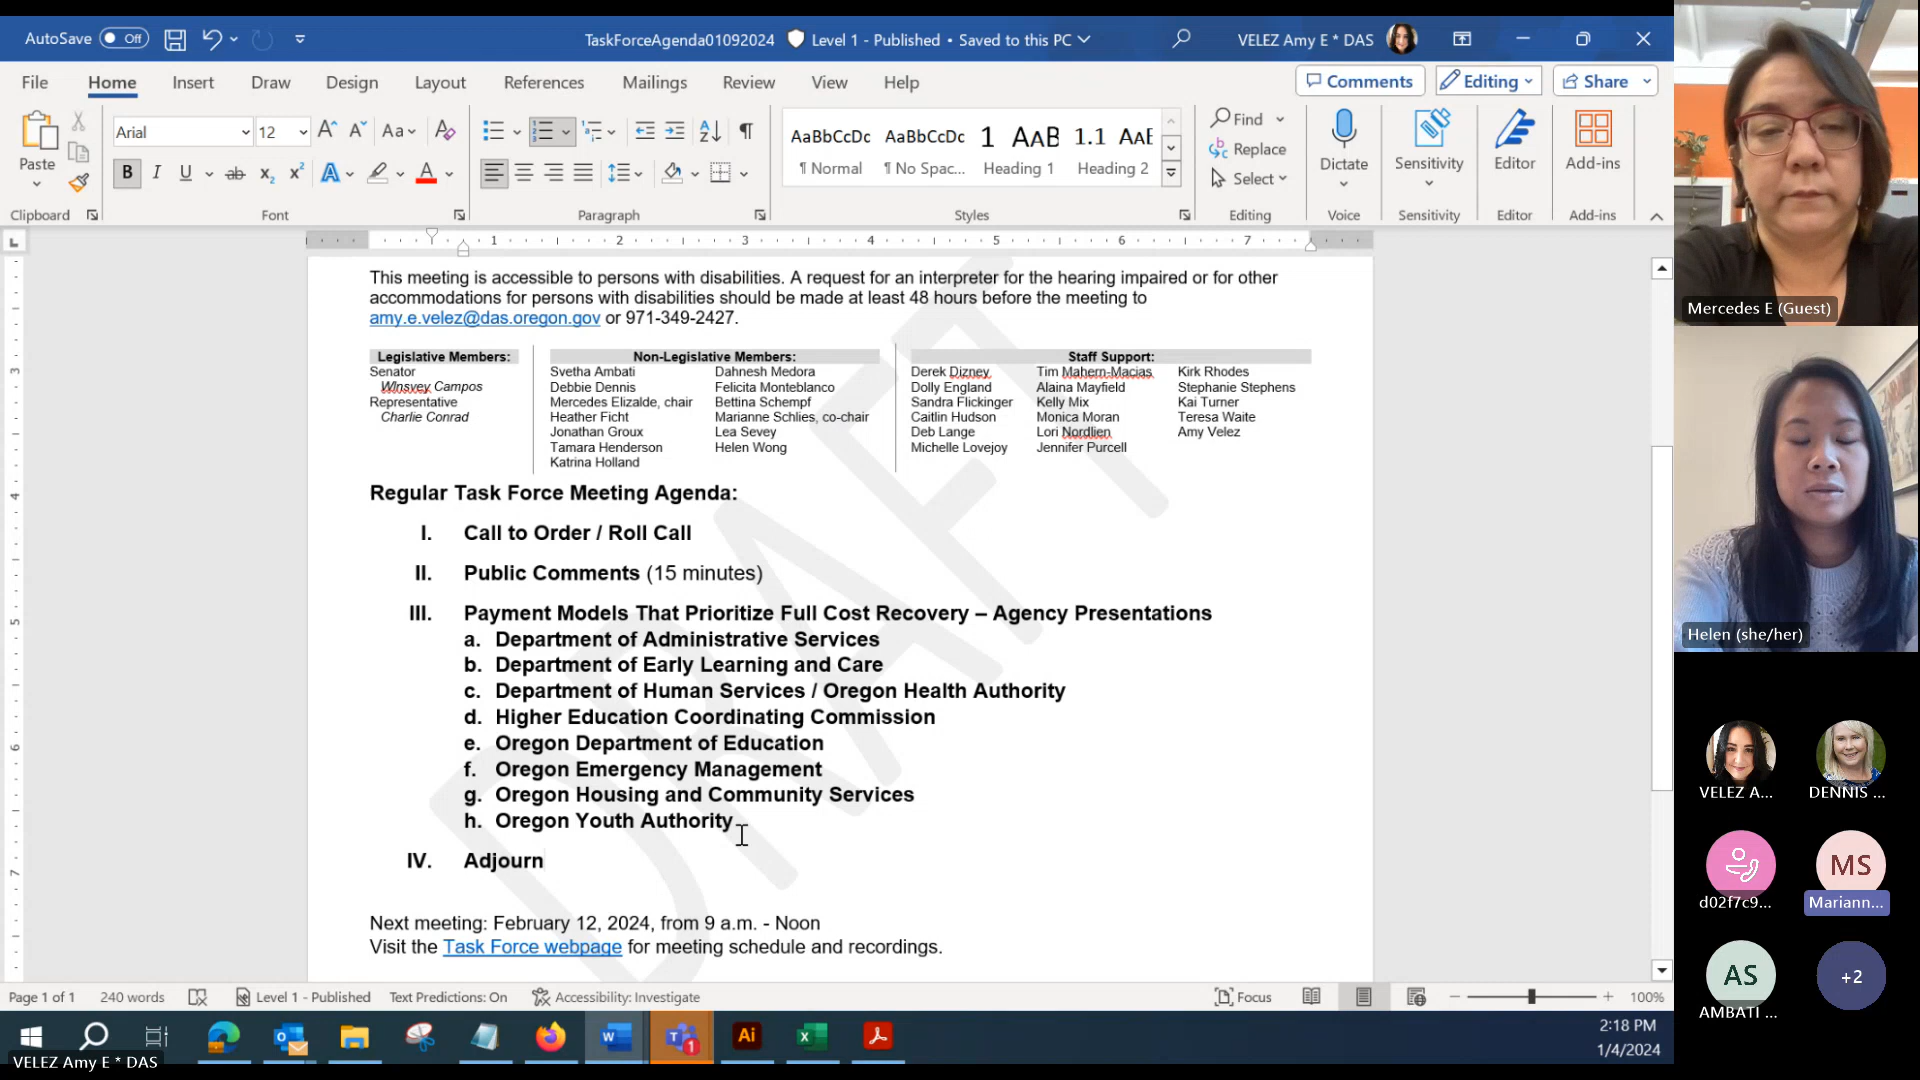 AutoSave Off
TaskForceAgenda01092024 Level 1 - Published • Saved to this PC
VELEZ Amy E * DAS
File Home Insert Draw Design Layout References Mailings Review View Help
Comments Editing Share
Paste
Clipboard
Arial 12
Font
Paragraph
AaBbCcDc AaBbCcDc 1 AaB 1.1 AaE
¶ Normal ¶ No Spac... Heading 1 Heading 2
Styles
Find
Replace
Select
Editing
Dictate
Voice
Sensitivity
Sensitivity
Editor
Editor
Add-ins
Add-ins
1 2 3 4 5 6 7
This meeting is accessible to persons with disabilities. A request for an interpreter for the hearing impaired or for other
accommodations for persons with disabilities should be made at least 48 hours before the meeting to
amy.e.velez@das.oregon.gov or 971-349-2427.
Legislative Members:
Senator
WInsvey Campos
Representative
Charlie Conrad
Non-Legislative Members:
Svetha Ambati
Debbie Dennis
Mercedes Elizalde, chair
Heather Ficht
Jonathan Groux
Tamara Henderson
Katrina Holland
Dahnesh Medora
Felicita Monteblanco
Bettina Schempf
Marianne Schlies, co-chair
Lea Sevey
Helen Wong
Staff Support:
Derek Dizney
Dolly England
Sandra Flickinger
Caitlin Hudson
Deb Lange
Michelle Lovejoy
Tim Mahern-Macias
Alaina Mayfield
Kelly Mix
Monica Moran
Lori Nordlien
Jennifer Purcell
Kirk Rhodes
Stephanie Stephens
Kai Turner
Teresa Waite
Amy Velez
Regular Task Force Meeting Agenda:
I. Call to Order / Roll Call
II. Public Comments (15 minutes)
III. Payment Models That Prioritize Full Cost Recovery – Agency Presentations
a. Department of Administrative Services
b. Department of Early Learning and Care
c. Department of Human Services / Oregon Health Authority
d. Higher Education Coordinating Commission
e. Oregon Department of Education
f. Oregon Emergency Management
g. Oregon Housing and Community Services
h. Oregon Youth Authority
IV. Adjourn
Next meeting: February 12, 2024, from 9 a.m. - Noon
Visit the Task Force webpage for meeting schedule and recordings.
DRAFT
Page 1 of 1 240 words Level 1 - Published Text Predictions: On Accessibility: Investigate Focus 100%
2:18 PM
1/4/2024
VELEZ Amy E * DAS
Mercedes E (Guest)
Helen (she/her)
VELEZ A... DENNIS ...
MS
d02f7c9... Mariann...
AS +2
AMBATI ...